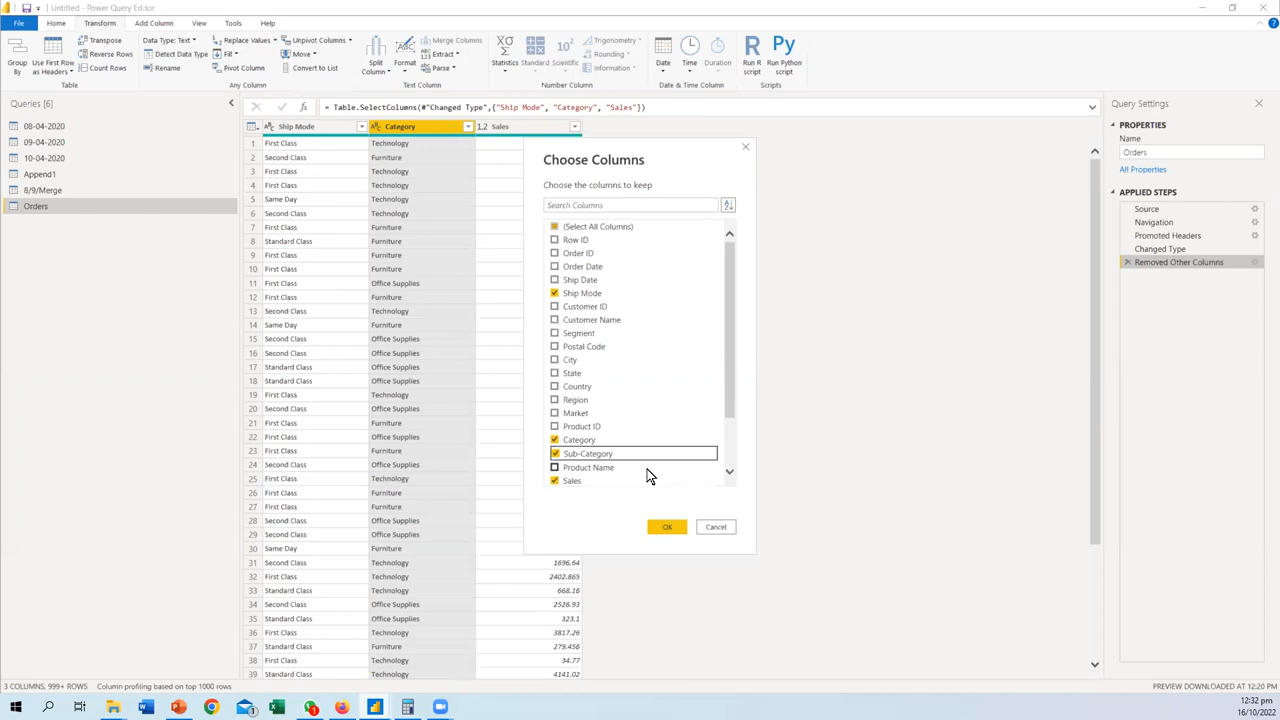 Untitled - Power Query Editor
File Home Transform Add Column View Tools Help
Group By
Use First Row as Headers
Transpose
Reverse Rows
Count Rows
Table
Data Type: Text
Detect Data Type
Rename
Replace Values
Fill
Pivot Column
Unpivot Columns
Move
Convert to List
Any Column
Split Column
Format
Merge Columns
Extract
Parse
Text Column
Statistics
Standard
Scientific
Trigonometry
Rounding
Information
Number Column
Date
Time
Duration
Date & Time Column
Run R script
Run Python script
Scripts
Queries [6]
08-04-2020
09-04-2020
10-04-2020
Append1
8/9/Merge
Orders
= Table.SelectColumns(#"Changed Type",{"Ship Mode", "Category", "Sales"})
Ship Mode Category 1.2 Sales
1 First Class Technology
2 Second Class Furniture
3 First Class Technology
4 First Class Technology
5 Same Day Technology
6 Second Class Technology
7 First Class Furniture
8 Standard Class Furniture
9 First Class Furniture
10 First Class Furniture
11 First Class Office Supplies
12 First Class Furniture
13 Second Class Technology
14 Same Day Furniture
15 Second Class Office Supplies
16 Second Class Office Supplies
17 Standard Class Office Supplies
18 Standard Class Office Supplies
19 First Class Technology
20 Second Class Office Supplies
21 First Class Furniture
22 First Class Office Supplies
23 First Class Furniture
24 Second Class Office Supplies
25 First Class Technology
26 First Class Furniture
27 First Class Furniture
28 Second Class Office Supplies
29 Second Class Office Supplies
30 Same Day Furniture
31 Second Class Technology 1696.64
32 First Class Technology 2402.865
33 Standard Class Technology 668.16
34 Second Class Office Supplies 2526.93
35 Standard Class Office Supplies 323.1
36 First Class Technology 3817.26
37 Standard Class Furniture 279.456
38 First Class Technology 34.77
39 Standard Class Technology 4141.02
Choose Columns
Choose the columns to keep
Search Columns
(Select All Columns)
Row ID
Order ID
Order Date
Ship Date
Ship Mode
Customer ID
Customer Name
Segment
Postal Code
City
State
Country
Region
Market
Product ID
Category
Sub-Category
Product Name
Sales
OK Cancel
Query Settings
PROPERTIES
Name
Orders
All Properties
APPLIED STEPS
Source
Navigation
Promoted Headers
Changed Type
Removed Other Columns
3 COLUMNS, 999+ ROWS Column profiling based on top 1000 rows
PREVIEW DOWNLOADED AT 12:20 PM
12:32 pm
16/10/2022